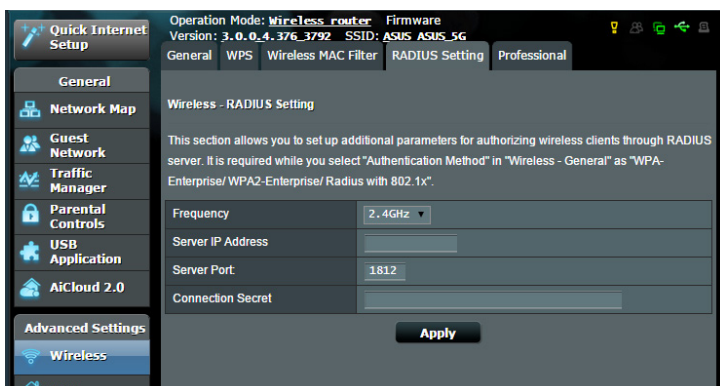 Quick Internet
Setup
General
Network Map
Guest
Network
Traffic
Manager
Parental
Controls
USB
Application
AiCloud 2.0
Advanced Settings
Wireless
Operation Mode: Wireless router Firmware
Version: 3.0.0.4.376_3792 SSID: ASUS ASUS_5G
General WPS Wireless MAC Filter RADIUS Setting Professional
Wireless - RADIUS Setting
This section allows you to set up additional parameters for authorizing wireless clients through RADIUS
server. It is required while you select "Authentication Method" in "Wireless - General" as "WPA-
Enterprise/ WPA2-Enterprise/ Radius with 802.1x".
Frequency 2.4GHz
Server IP Address
Server Port: 1812
Connection Secret
Apply